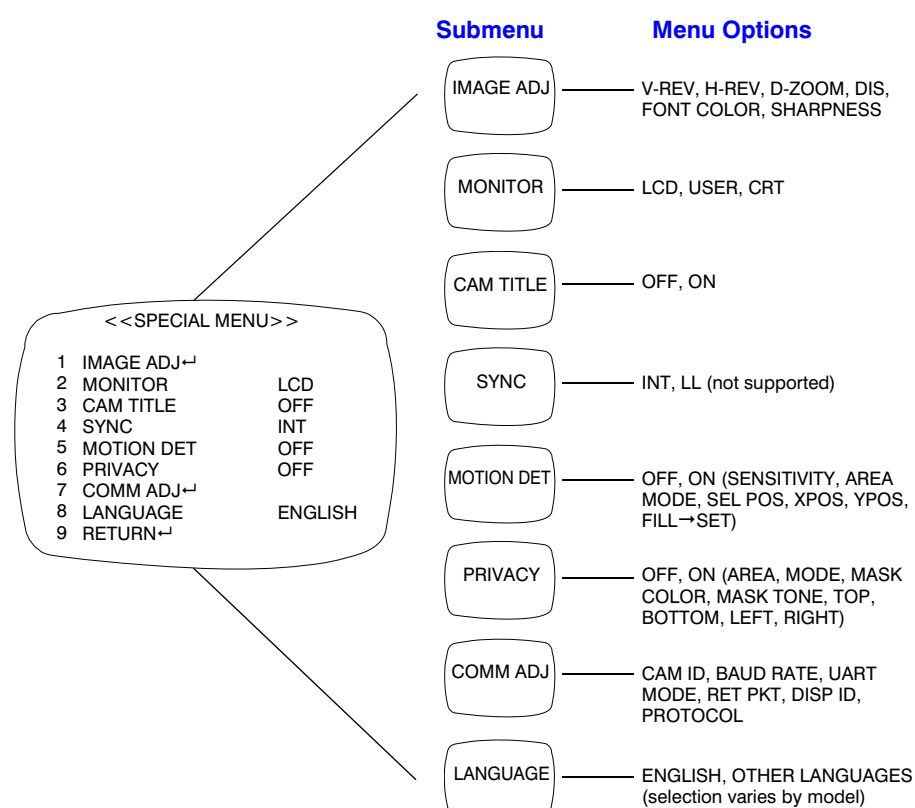 Submenu Menu Options
IMAGE ADJ
V-REV, H-REV, D-ZOOM, DIS,
FONT COLOR, SHARPNESS
MONITOR
LCD, USER, CRT
CAM TITLE
OFF, ON
SYNC
INT, LL (not supported)
MOTION DET
OFF, ON (SENSITIVITY, AREA
MODE, SEL POS, XPOS, YPOS,
FILL→SET)
PRIVACY
OFF, ON (AREA, MODE, MASK
COLOR, MASK TONE, TOP,
BOTTOM, LEFT, RIGHT)
COMM ADJ
CAM ID, BAUD RATE, UART
MODE, RET PKT, DISP ID,
PROTOCOL
LANGUAGE
ENGLISH, OTHER LANGUAGES
(selection varies by model)
<<SPECIAL MENU>>
1 IMAGE ADJ↵
2 MONITOR LCD
3 CAM TITLE OFF
4 SYNC INT
5 MOTION DET OFF
6 PRIVACY OFF
7 COMM ADJ↵
8 LANGUAGE ENGLISH
9 RETURN↵